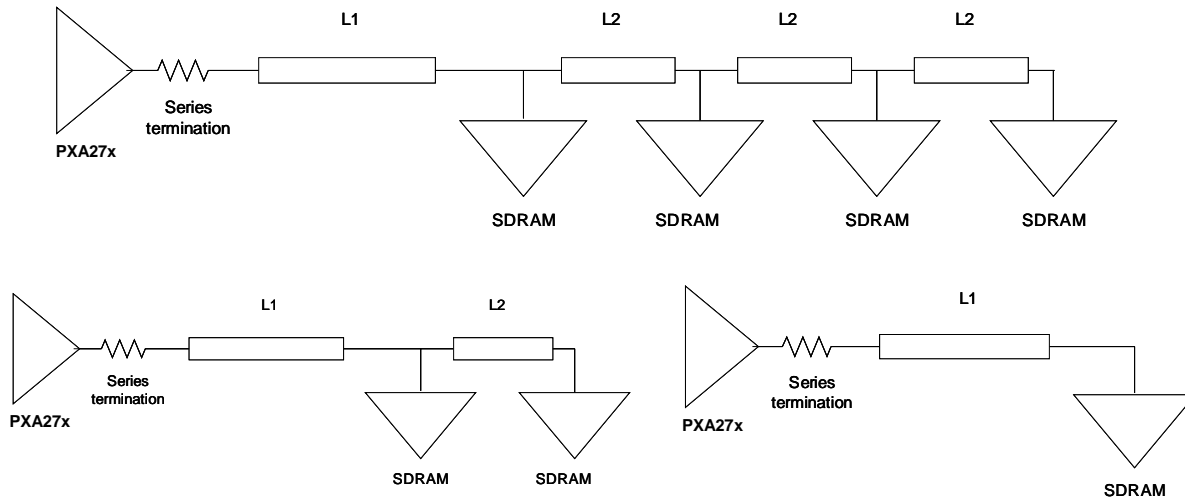 L1
L2
L2
L2
Series
termination
PXA27x
SDRAM
SDRAM
SDRAM
SDRAM
L1
L2
Series
termination
PXA27x
SDRAM
SDRAM
L1
Series
termination
PXA27x
SDRAM